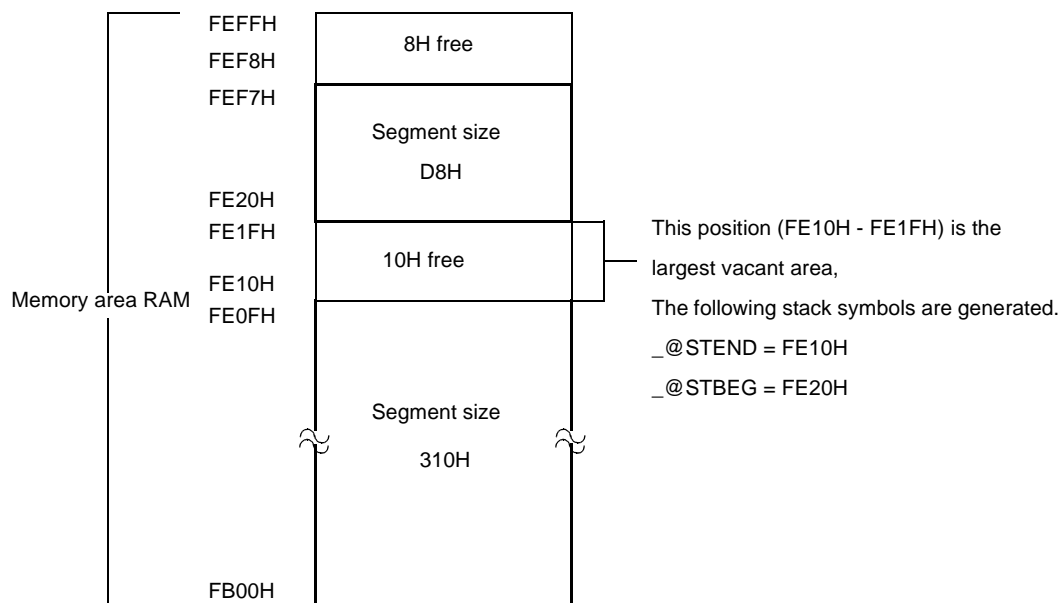 FEFFH
8H free
FEF8H
FEF7H
Segment size
D8H
FE20H
FE1FH
This position (FE10H - FE1FH) is the
10H free
largest vacant area,
FE10H
Memory area RAM
The following stack symbols are generated.
FE0FH
_@STEND = FE10H
_@STBEG = FE20H
Segment size
310H
FB00H